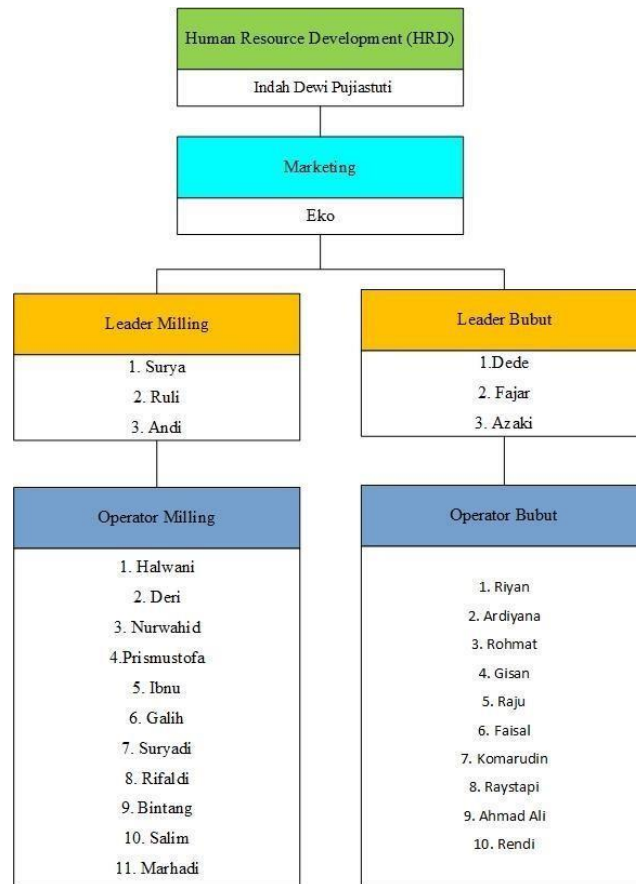 Human Resource Development (HRD)
Indah Dewi Pujiastuti
Marketing
Eko
Leader Milling
1. Surya
2. Ruli
3. Andi
Leader Bubut
1.Dede
2. Fajar
3. Azaki
Operator Milling
1. Halwani
2. Deri
3. Nurwahid
4.Prismustofa
5. Ibnu
6. Galih
7. Suryadi
8. Rifaldi
9. Bintang
10. Salim
11. Marhadi
Operator Bubut
1. Riyan
2. Ardiyana
3. Rohmat
4. Gisan
5. Raju
6. Faisal
7. Komarudin
8. Raystapi
9. Ahmad Ali
10. Rendi